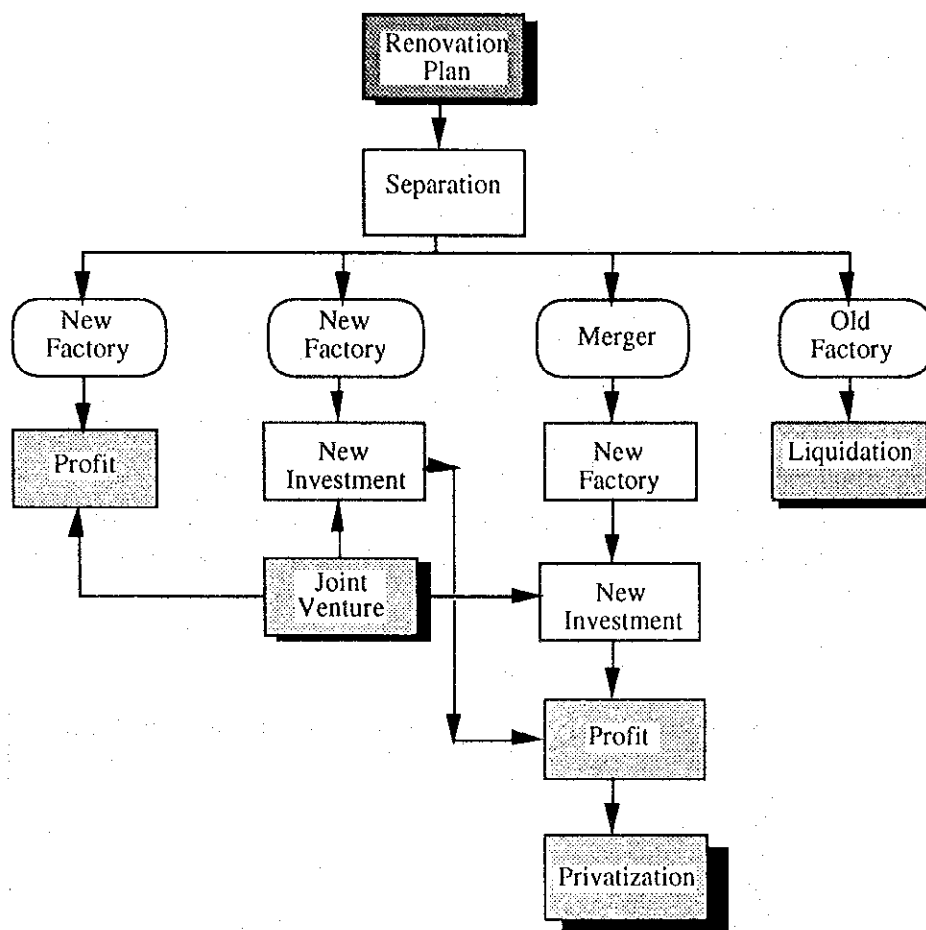 Renovation
Plan
Separation
New
Factory
New
Factory
Merger
Old
Factory
Profit
New
Investment
New
Factory
Liquidation
Joint
Venture
New
Investment
Profit
Privatization